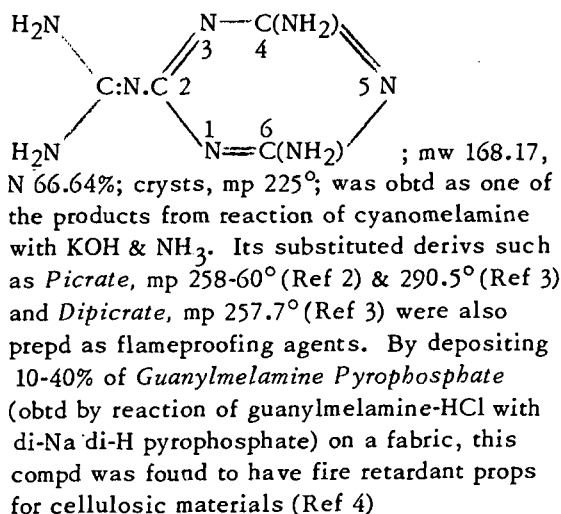 H2N N—C(NH2)
3 4
C:N.C 2 5 N
1 6
H2N N=C(NH2) ; mw 168.17,
N 66.64%; crysts, mp 225°; was obtd as one of
the products from reaction of cyanomelamine
with KOH & NH3. Its substituted derivs such
as Picrate, mp 258-60° (Ref 2) & 290.5° (Ref 3)
and Dipicrate, mp 257.7° (Ref 3) were also
prepd as flameproofing agents. By depositing
10-40% of Guanylmelamine Pyrophosphate
(obtd by reaction of guanylmelamine-HCl with
di-Na di-H pyrophosphate) on a fabric, this
compd was found to have fire retardant props
for cellulosic materials (Ref 4)